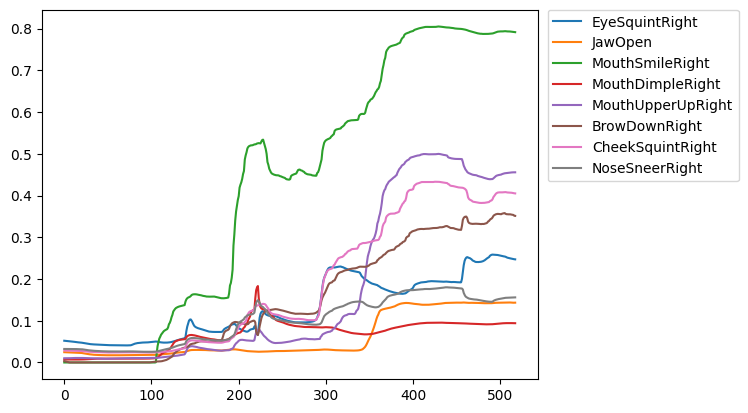 0.8
0.7
0.6
0.5
0.4
0.3
0.2
0.1
0.0
0 100 200 300 400 500
EyeSquintRight
JawOpen
MouthSmileRight
MouthDimpleRight
MouthUpperUpRight
BrowDownRight
CheekSquintRight
NoseSneerRight